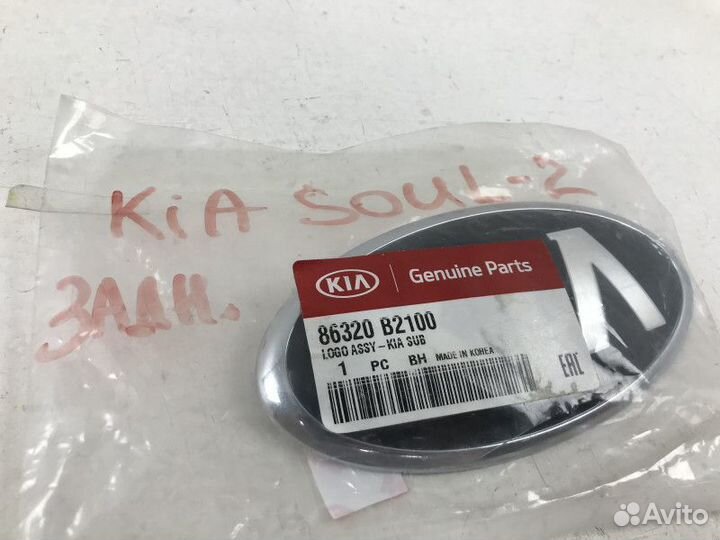 KiA SOUL-2
ЗАДН.
KIA Genuine Parts
86320 B2100
LOGO ASSY-KIA SUB
1 PC BH MADE IN KOREA
EAC
Avito